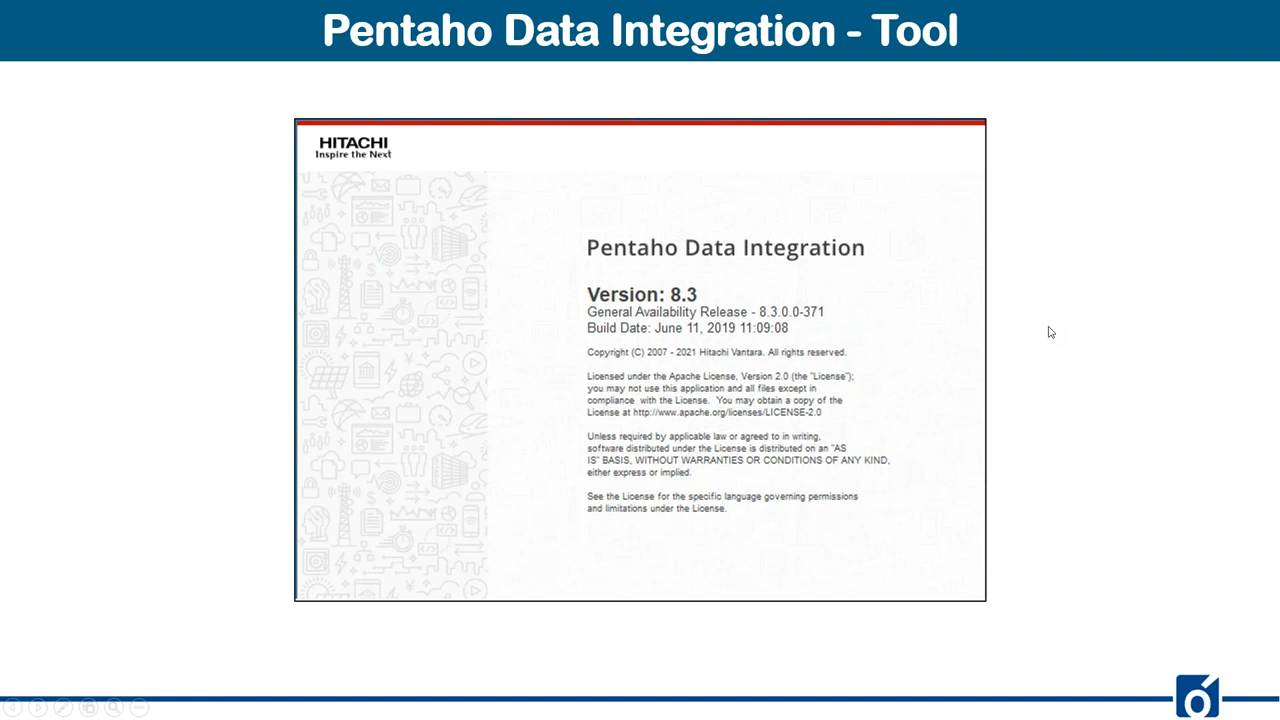 Pentaho Data Integration - Tool
HITACHI
Inspire the Next
Pentaho Data Integration
Version: 8.3
General Availability Release - 8.3.0.0-371
Build Date: June 11, 2019 11:09:08
Copyright (C) 2007 - 2021 Hitachi Vantara. All rights reserved.
Licensed under the Apache License, Version 2.0 (the "License");
you may not use this application and all files except in
compliance with the License. You may obtain a copy of the
License at http://www.apache.org/licenses/LICENSE-2.0
Unless required by applicable law or agreed to in writing,
software distributed under the License is distributed on an "AS
IS" BASIS, WITHOUT WARRANTIES OR CONDITIONS OF ANY KIND,
either express or implied.
See the License for the specific language governing permissions
and limitations under the License.